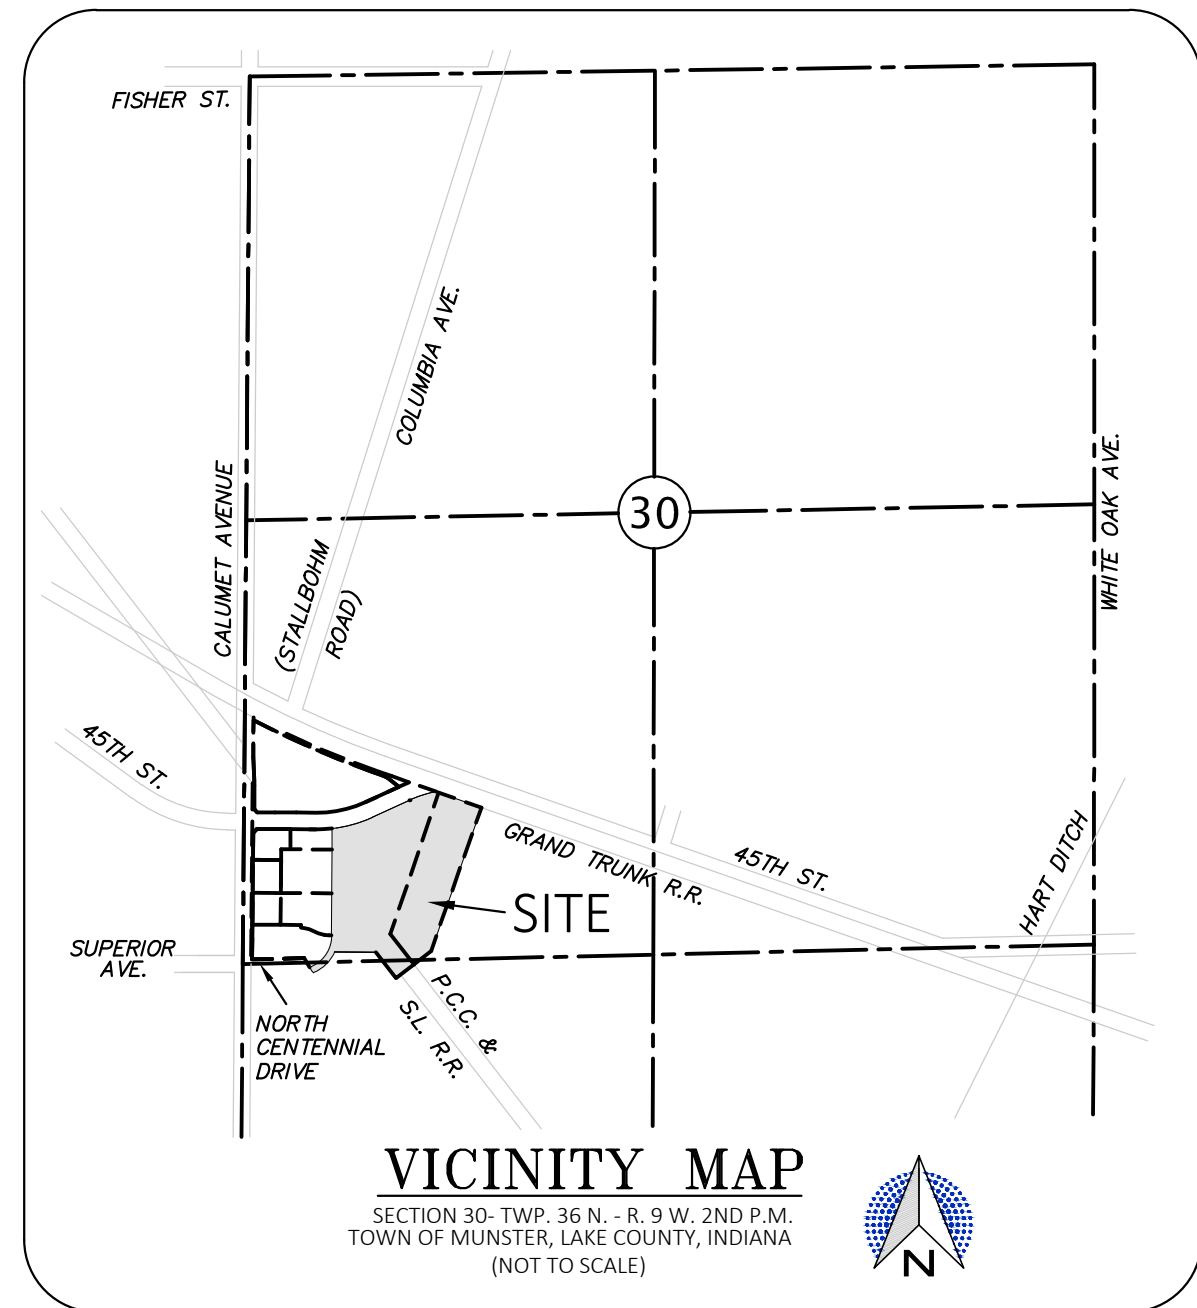 FISHER ST.
COLUMBIA AVE.
CALUMET AVENUE
(STALLBOHM
ROAD)
30
WHITE OAK AVE.
45TH ST.
GRAND TRUNK R.R.
45TH ST.
HART DITCH
SITE
SUPERIOR
AVE.
P.C.C. &
S.L. R.R.
NORTH
CENTENNIAL
DRIVE
VICINITY MAP
SECTION 30- TWP. 36 N. - R. 9 W. 2ND P.M.
TOWN OF MUNSTER, LAKE COUNTY, INDIANA
(NOT TO SCALE)
N